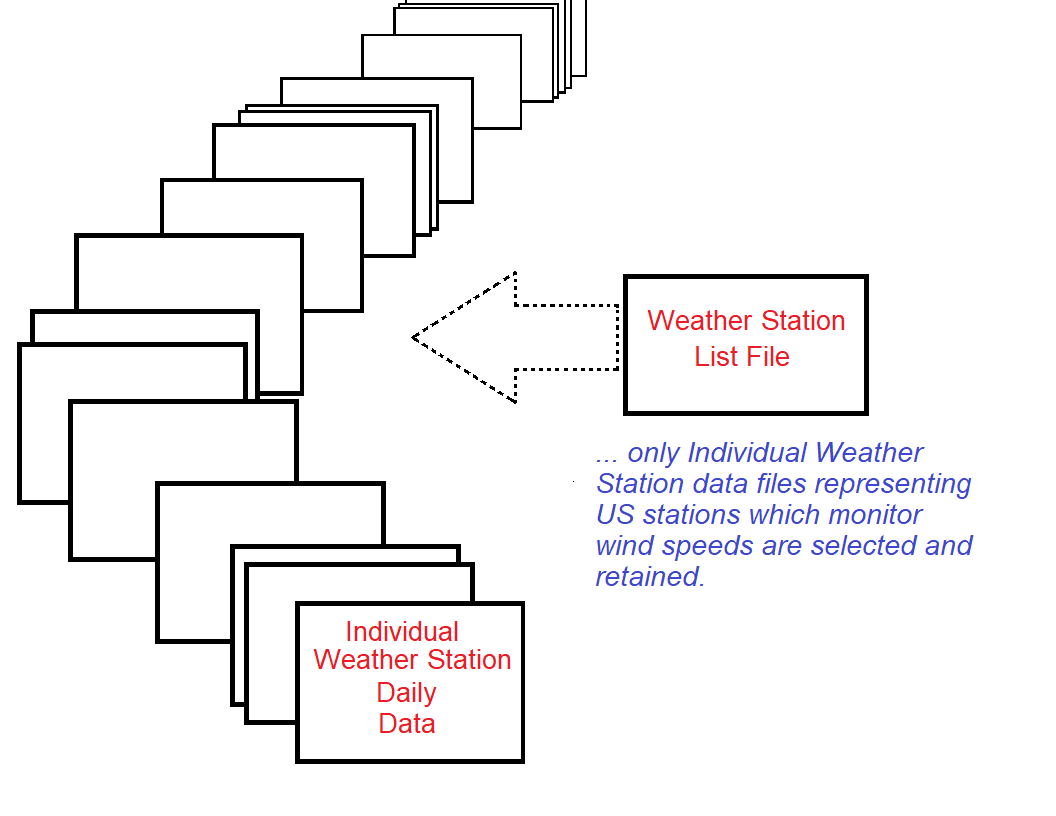 Weather Station
List File
... only Individual Weather
Station data files representing
US stations which monitor
wind speeds are selected and
retained.
Individual
Weather Station
Daily
Data